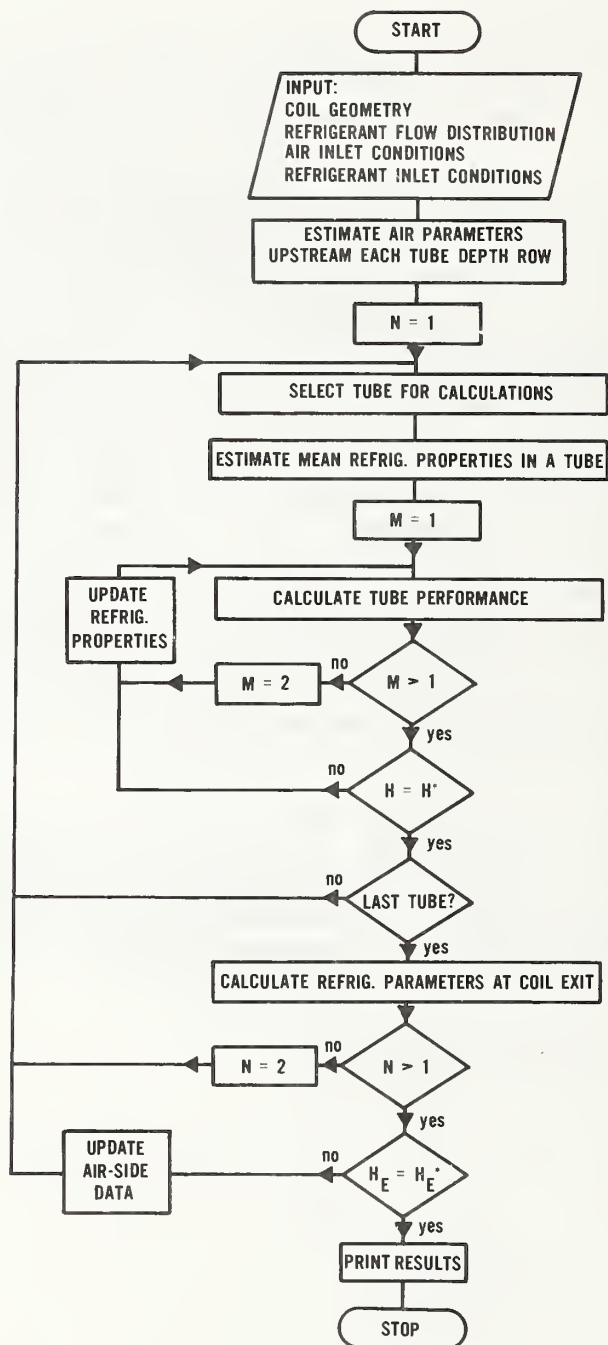 START
INPUT:
COIL GEOMETRY
REFRIGERANT FLOW DISTRIBUTION
AIR INLET CONDITIONS
REFRIGERANT INLET CONDITIONS
ESTIMATE AIR PARAMETERS
UPSTREAM EACH TUBE DEPTH ROW
N = 1
SELECT TUBE FOR CALCULATIONS
ESTIMATE MEAN REFRIG. PROPERTIES IN A TUBE
M = 1
UPDATE
REFRIG.
PROPERTIES
CALCULATE TUBE PERFORMANCE
M = 2
no
M > 1
yes
no
H = H*
yes
no
LAST TUBE?
yes
CALCULATE REFRIG. PARAMETERS AT COIL EXIT
N = 2
no
N > 1
yes
UPDATE
AIR-SIDE
DATA
no
H_E = H_E*
yes
PRINT RESULTS
STOP